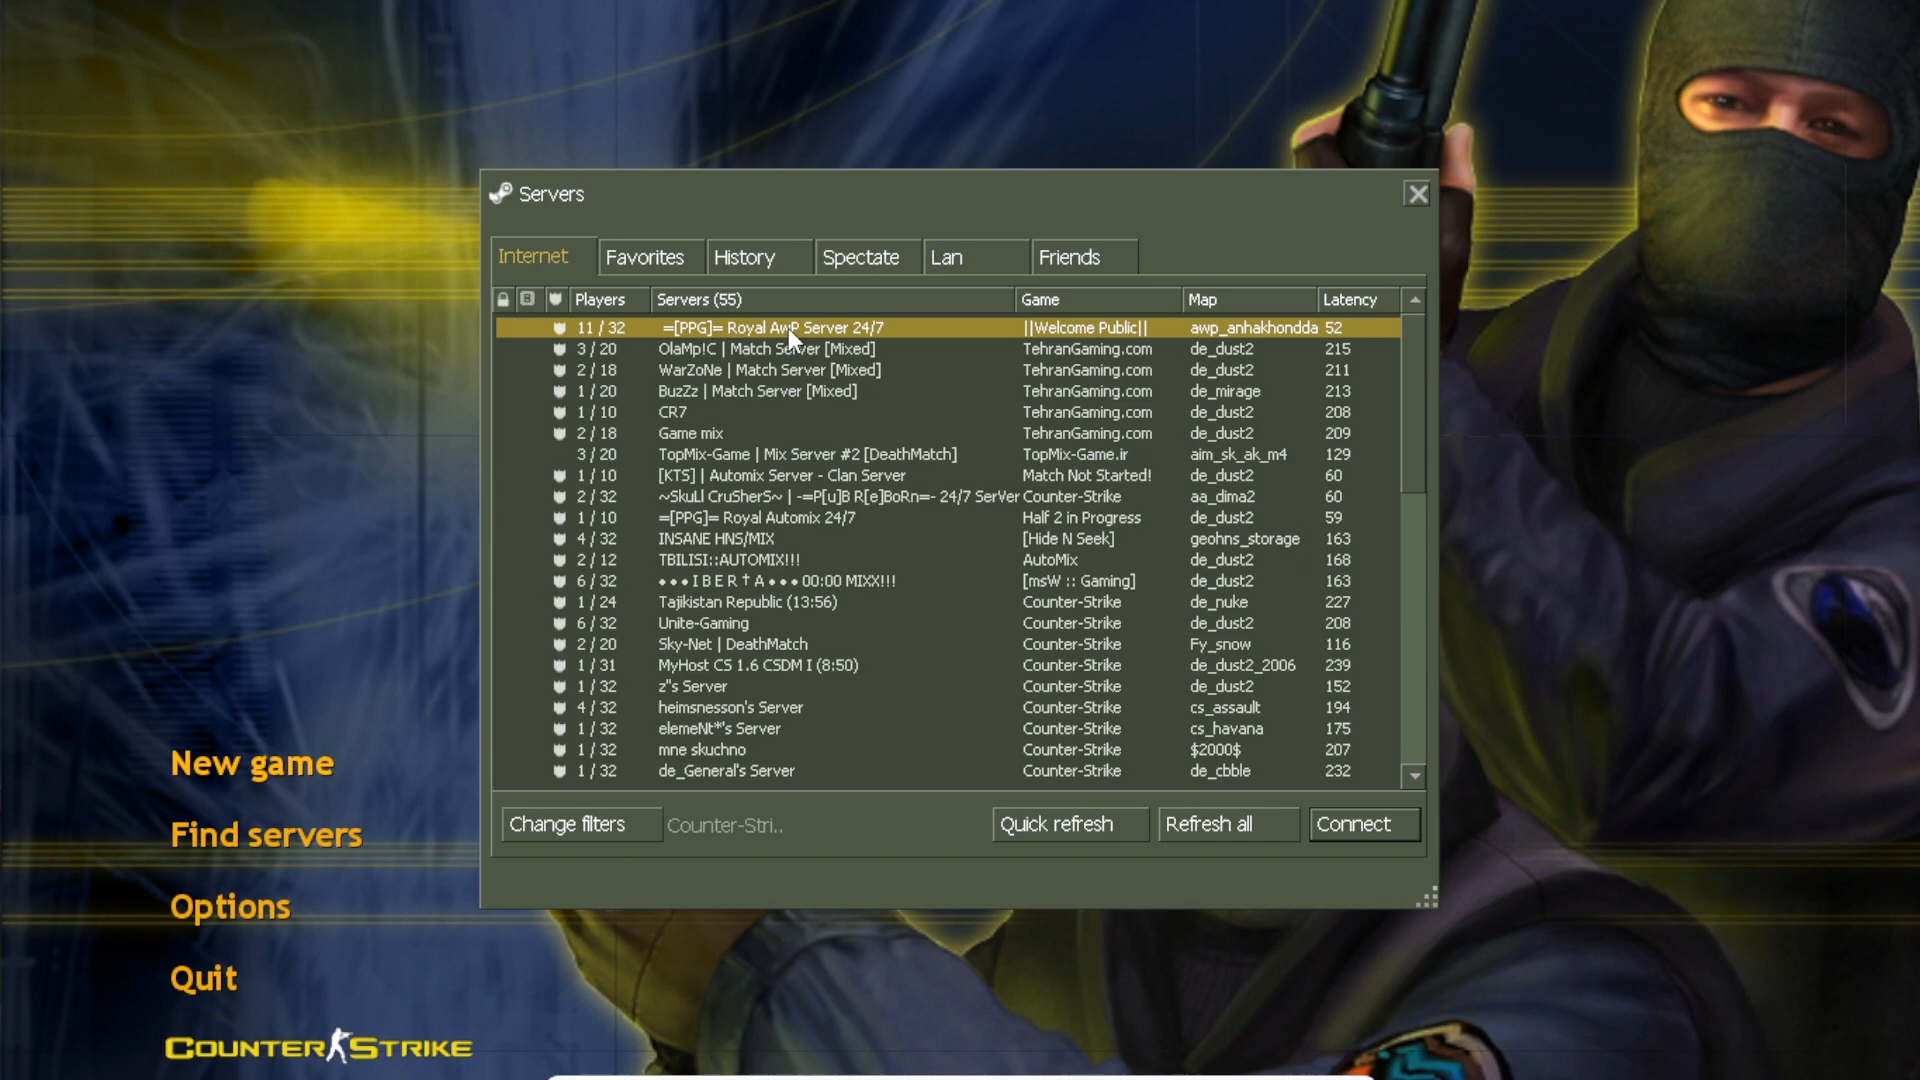 Servers
Internet Favorites History Spectate Lan Friends
B Players Servers (55) Game Map Latency
11 / 32 =[PPG]= Royal AwP Server 24/7 ||Welcome Public|| awp_anhakhondda 52
3 / 20 OlaMp!C | Match Server [Mixed] TehranGaming.com de_dust2 215
2 / 18 WarZoNe | Match Server [Mixed] TehranGaming.com de_dust2 211
1 / 20 BuzZz | Match Server [Mixed] TehranGaming.com de_mirage 213
1 / 10 CR7 TehranGaming.com de_dust2 208
2 / 18 Game mix TehranGaming.com de_dust2 209
3 / 20 TopMix-Game | Mix Server #2 [DeathMatch] TopMix-Game.ir aim_sk_ak_m4 129
1 / 10 [KTS] | Automix Server - Clan Server Match Not Started! de_dust2 60
2 / 32 ~SkuLl CruSherS~ | -=P[u]B R[e]BoRn=- 24/7 SerVer Counter-Strike aa_dima2 60
1 / 10 =[PPG]= Royal Automix 24/7 Half 2 in Progress de_dust2 59
4 / 32 INSANE HNS/MIX [Hide N Seek] geohns_storage 163
2 / 12 TBILISI::AUTOMIX!!! AutoMix de_dust2 168
6 / 32 •••I B E R † A••• 00:00 MIXX!!! [msW :: Gaming] de_dust2 163
1 / 24 Tajikistan Republic (13:56) Counter-Strike de_nuke 227
6 / 32 Unite-Gaming Counter-Strike de_dust2 208
2 / 20 Sky-Net | DeathMatch Counter-Strike Fy_snow 116
1 / 31 MyHost CS 1.6 CSDM I (8:50) Counter-Strike de_dust2_2006 239
1 / 32 z"s Server Counter-Strike de_dust2 152
4 / 32 heimsnesson's Server Counter-Strike cs_assault 194
1 / 32 elemeNt*'s Server Counter-Strike cs_havana 175
1 / 32 mne skuchno Counter-Strike $2000$ 207
1 / 32 de_General's Server Counter-Strike de_cbble 232
Change filters Counter-Stri.. Quick refresh Refresh all Connect
New game
Find servers
Options
Quit
COUNTER STRIKE